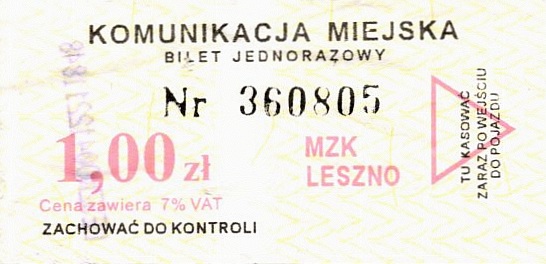 KOMUNIKACJA MIEJSKA
BILET JEDNORAZOWY
Nr 360805
1,00 zł
MZK
LESZNO
Cena zawiera 7% VAT
ZACHOWAĆ DO KONTROLI
TU KASOWAĆ
ZARAZ PO WEJŚCIU
DO POJAZDU